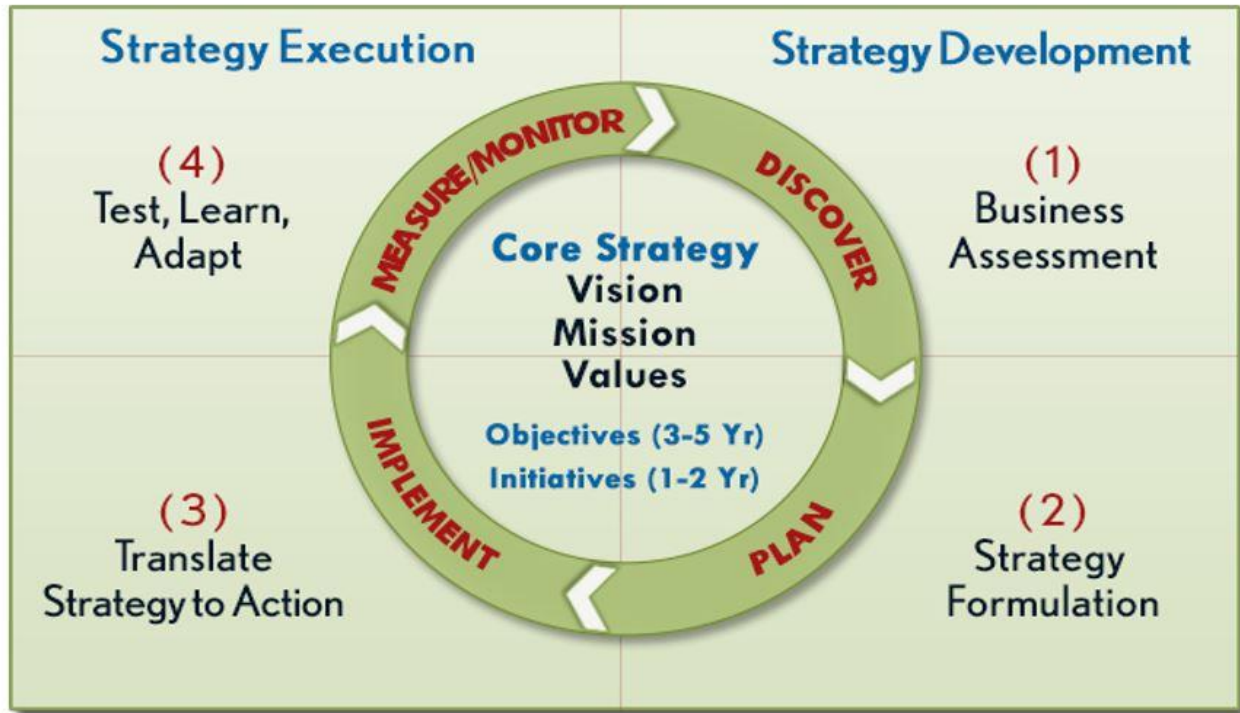 Strategy Execution
Strategy Development
(4)
Test, Learn,
Adapt
MEASURE/MONITOR
DISCOVER
(1)
Business
Assessment
Core Strategy
Vision
Mission
Values
Objectives (3-5 Yr)
Initiatives (1-2 Yr)
(3)
Translate
Strategy to Action
IMPLEMENT
PLAN
(2)
Strategy
Formulation